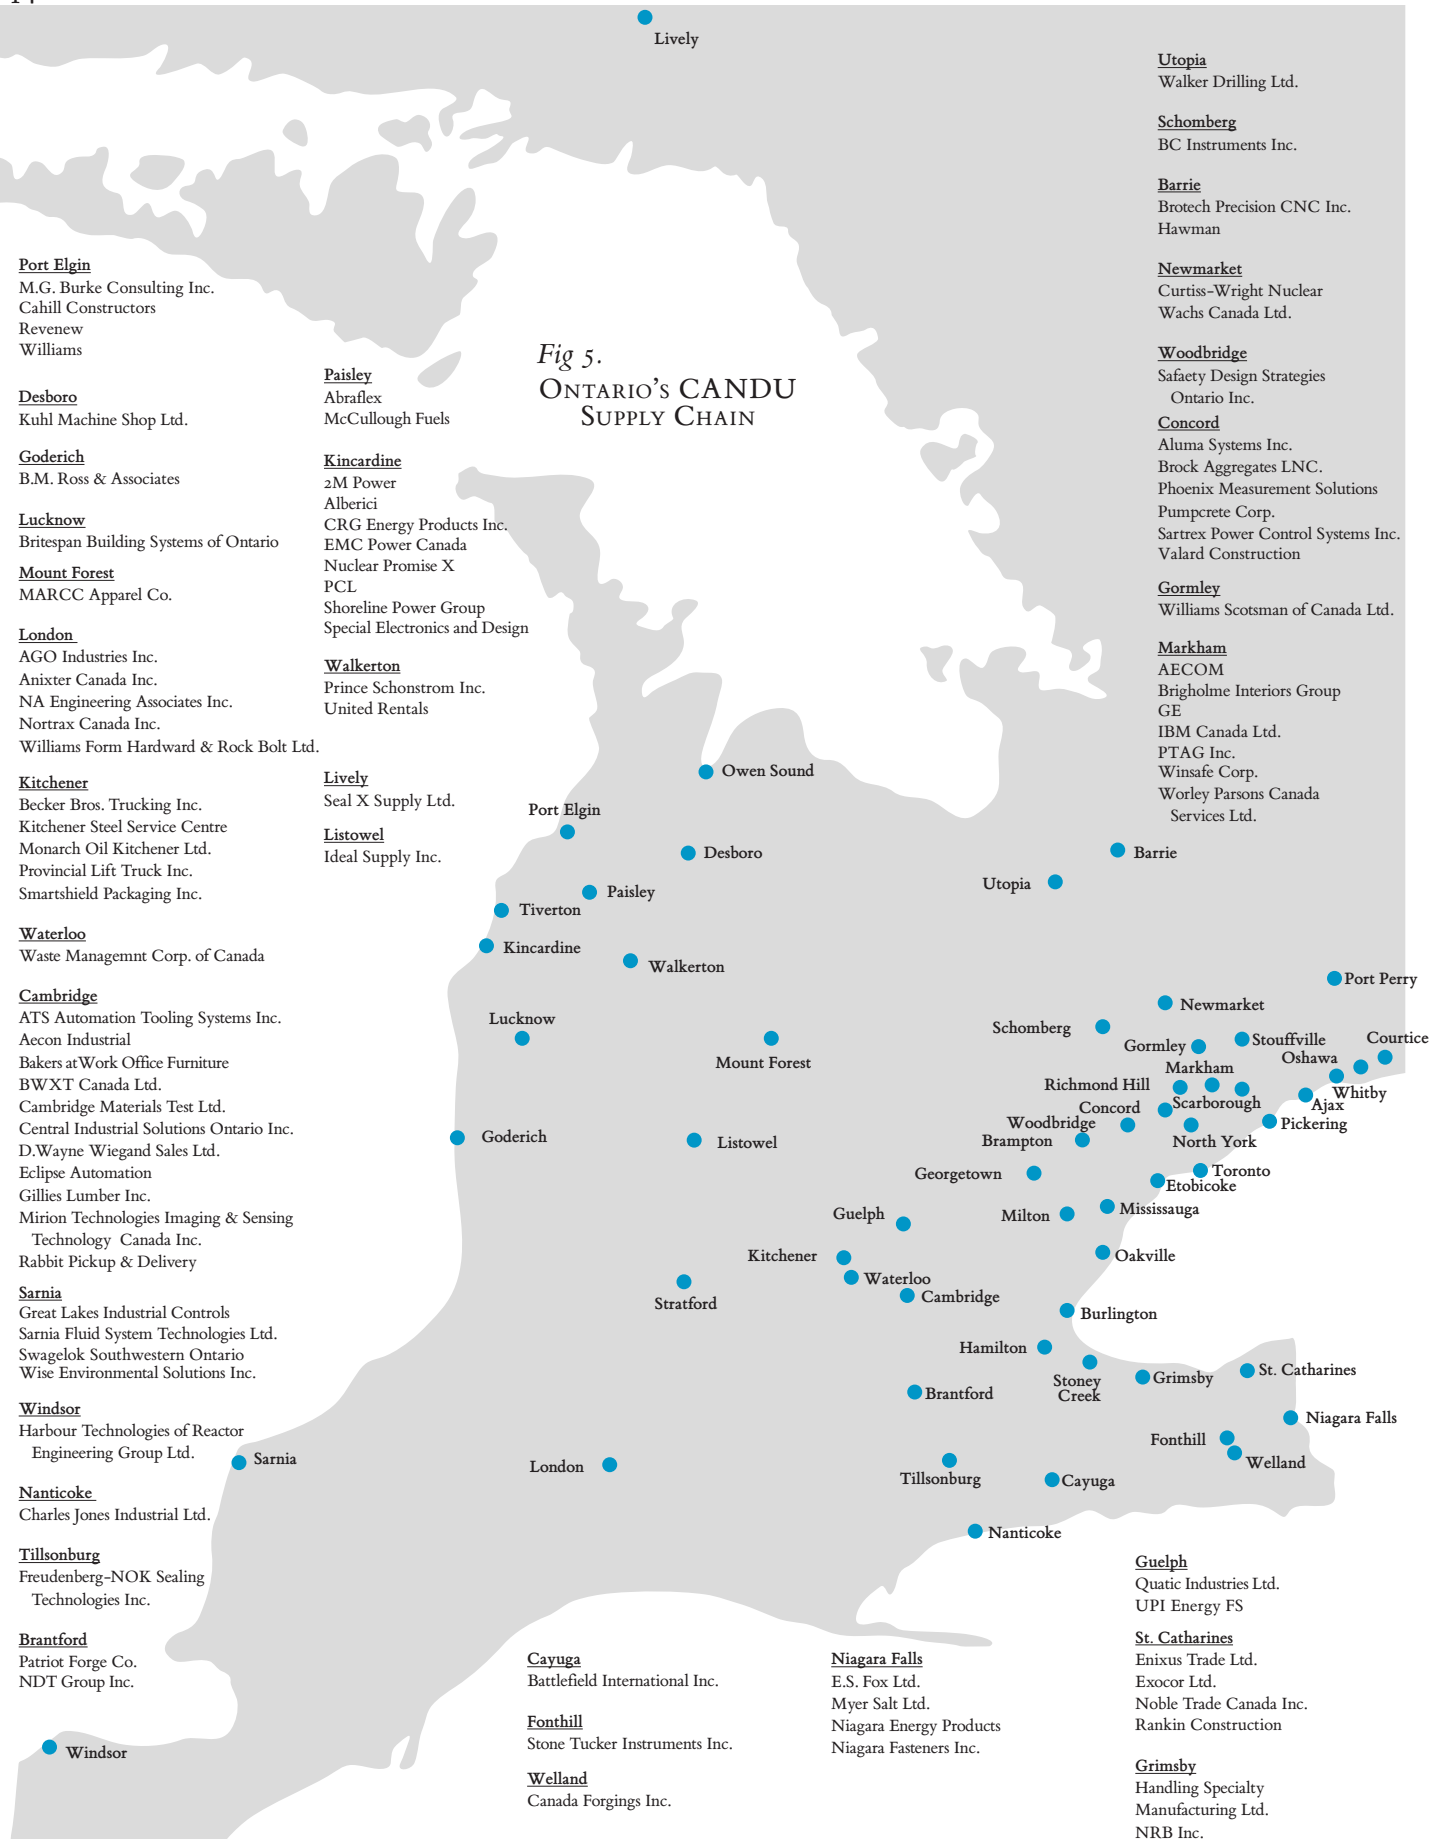 Lively
Utopia
Walker Drilling Ltd.
Schomberg
BC Instruments Inc.
Barrie
Brotech Precision CNC Inc.
Hawman
Newmarket
Curtiss-Wright Nuclear
Wachs Canada Ltd.
Woodbridge
Safaety Design Strategies
Ontario Inc.
Concord
Aluma Systems Inc.
Brock Aggregates LNC.
Phoenix Measurement Solutions
Pumpcrete Corp.
Sartrex Power Control Systems Inc.
Valard Construction
Gormley
Williams Scotsman of Canada Ltd.
Markham
AECOM
Brigholme Interiors Group
GE
IBM Canada Ltd.
PTAG Inc.
Winsafe Corp.
Worley Parsons Canada
Services Ltd.
Port Elgin
M.G. Burke Consulting Inc.
Cahill Constructors
Revenew
Williams
Desboro
Kuhl Machine Shop Ltd.
Goderich
B.M. Ross & Associates
Lucknow
Britespan Building Systems of Ontario
Mount Forest
MARCC Apparel Co.
London
AGO Industries Inc.
Anixter Canada Inc.
NA Engineering Associates Inc.
Nortrax Canada Inc.
Williams Form Hardward & Rock Bolt Ltd.
Kitchener
Becker Bros. Trucking Inc.
Kitchener Steel Service Centre
Monarch Oil Kitchener Ltd.
Provincial Lift Truck Inc.
Smartshield Packaging Inc.
Waterloo
Waste Managemnt Corp. of Canada
Cambridge
ATS Automation Tooling Systems Inc.
Aecon Industrial
Bakers atWork Office Furniture
BWXT Canada Ltd.
Cambridge Materials Test Ltd.
Central Industrial Solutions Ontario Inc.
D.Wayne Wiegand Sales Ltd.
Eclipse Automation
Gillies Lumber Inc.
Mirion Technologies Imaging & Sensing
Technology Canada Inc.
Rabbit Pickup & Delivery
Sarnia
Great Lakes Industrial Controls
Sarnia Fluid System Technologies Ltd.
Swagelok Southwestern Ontario
Wise Environmental Solutions Inc.
Windsor
Harbour Technologies of Reactor
Engineering Group Ltd.
Nanticoke
Charles Jones Industrial Ltd.
Tillsonburg
Freudenberg-NOK Sealing
Technologies Inc.
Brantford
Patriot Forge Co.
NDT Group Inc.
Paisley
Abraflex
McCullough Fuels
Kincardine
2M Power
Alberici
CRG Energy Products Inc.
EMC Power Canada
Nuclear Promise X
PCL
Shoreline Power Group
Special Electronics and Design
Walkerton
Prince Schonstrom Inc.
United Rentals
Lively
Seal X Supply Ltd.
Listowel
Ideal Supply Inc.
Fig 5.
ONTARIO'S CANDU
SUPPLY CHAIN
Owen Sound
Port Elgin
Desboro
Barrie
Utopia
Paisley
Tiverton
Kincardine
Walkerton
Port Perry
Newmarket
Lucknow
Schomberg
Mount Forest
Gormley
Stouffville
Courtice
Oshawa
Markham
Richmond Hill
Whitby
Scarborough
Ajax
Concord
Woodbridge
Pickering
Goderich
Listowel
Brampton
North York
Georgetown
Toronto
Etobicoke
Guelph
Milton
Mississauga
Kitchener
Oakville
Waterloo
Stratford
Cambridge
Burlington
Hamilton
Stoney
Creek
Grimsby
St. Catharines
Brantford
Niagara Falls
Fonthill
Welland
Sarnia
London
Tillsonburg
Cayuga
Nanticoke
Windsor
Cayuga
Battlefield International Inc.
Fonthill
Stone Tucker Instruments Inc.
Welland
Canada Forgings Inc.
Niagara Falls
E.S. Fox Ltd.
Myer Salt Ltd.
Niagara Energy Products
Niagara Fasteners Inc.
Guelph
Quatic Industries Ltd.
UPI Energy FS
St. Catharines
Enixus Trade Ltd.
Exocor Ltd.
Noble Trade Canada Inc.
Rankin Construction
Grimsby
Handling Specialty
Manufacturing Ltd.
NRB Inc.